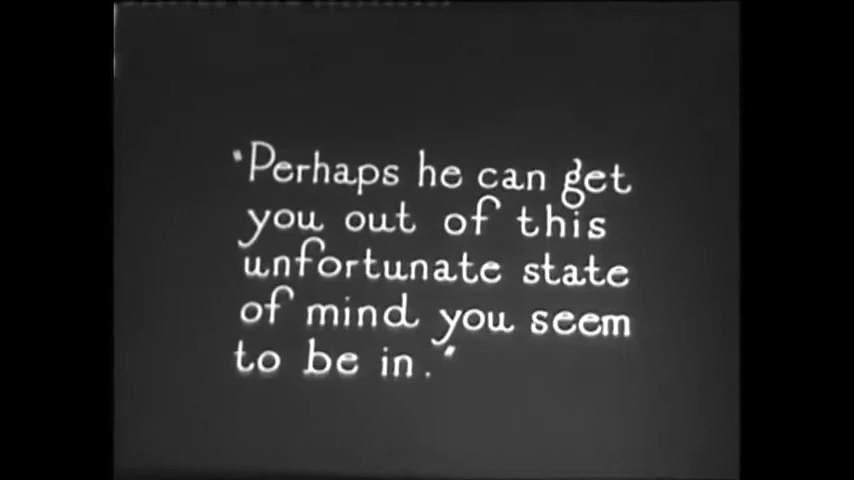 "Perhaps he can get
you out of this
unfortunate state
of mind you seem
to be in."